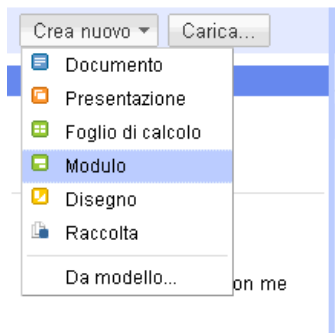 Crea nuovo Carica...
Documento
Presentazione
Foglio di calcolo
Modulo
Disegno
Raccolta
Da modello...
on me